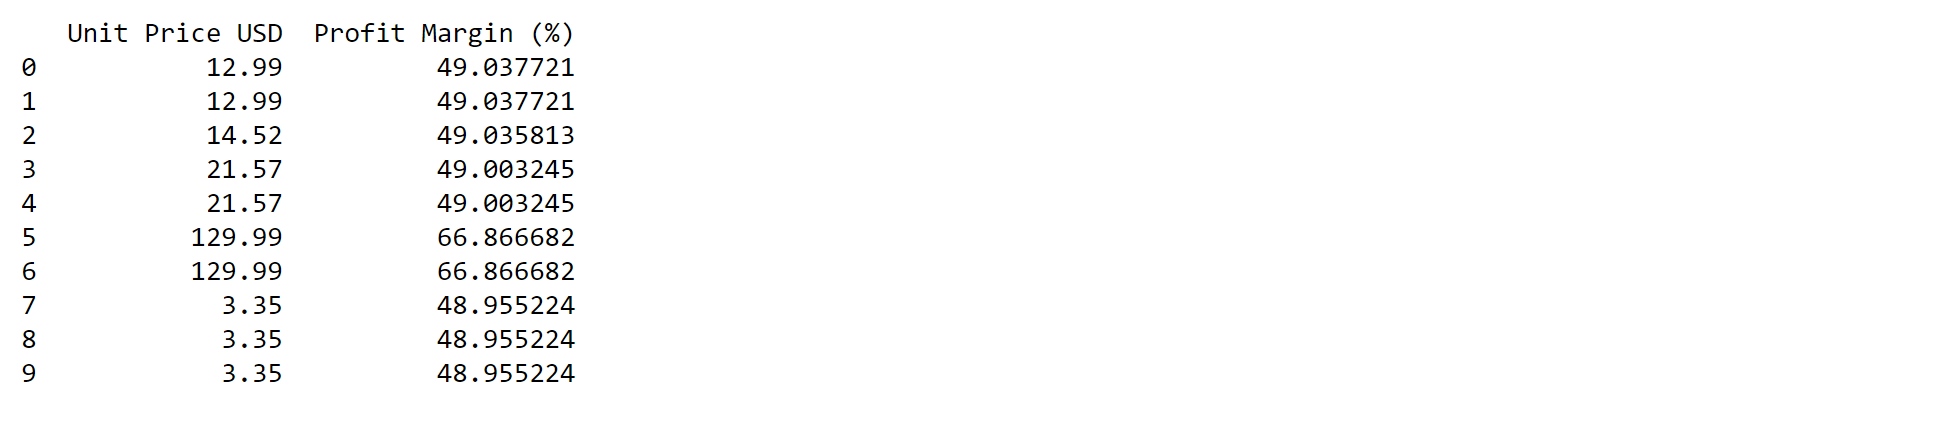 Unit Price USD  Profit Margin (%)
0 12.99 49.037721
1 12.99 49.037721
2 14.52 49.035813
3 21.57 49.003245
4 21.57 49.003245
5 129.99 66.866682
6 129.99 66.866682
7 3.35 48.955224
8 3.35 48.955224
9 3.35 48.955224